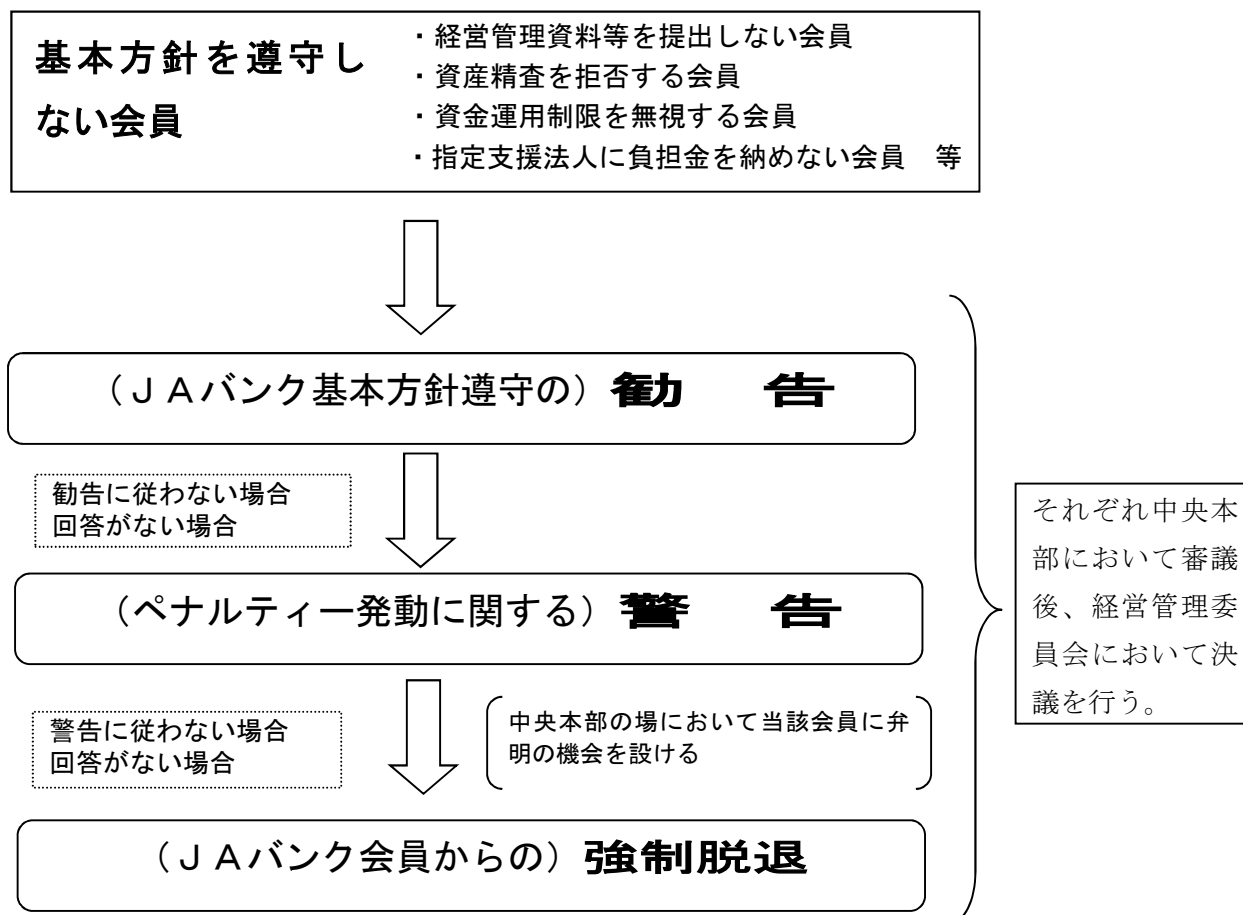 基本方針を遵守し
ない会員
・経営管理資料等を提出しない会員
・資産精査を拒否する会員
・資金運用制限を無視する会員
・指定支援法人に負担金を納めない会員　等
（ＪＡバンク基本方針遵守の）勧　告
勧告に従わない場合
回答がない場合
（ペナルティー発動に関する）警　告
警告に従わない場合
回答がない場合
中央本部の場において当該会員に弁
明の機会を設ける
（ＪＡバンク会員からの）強制脱退
それぞれ中央本
部において審議
後、経営管理委
員会において決
議を行う。